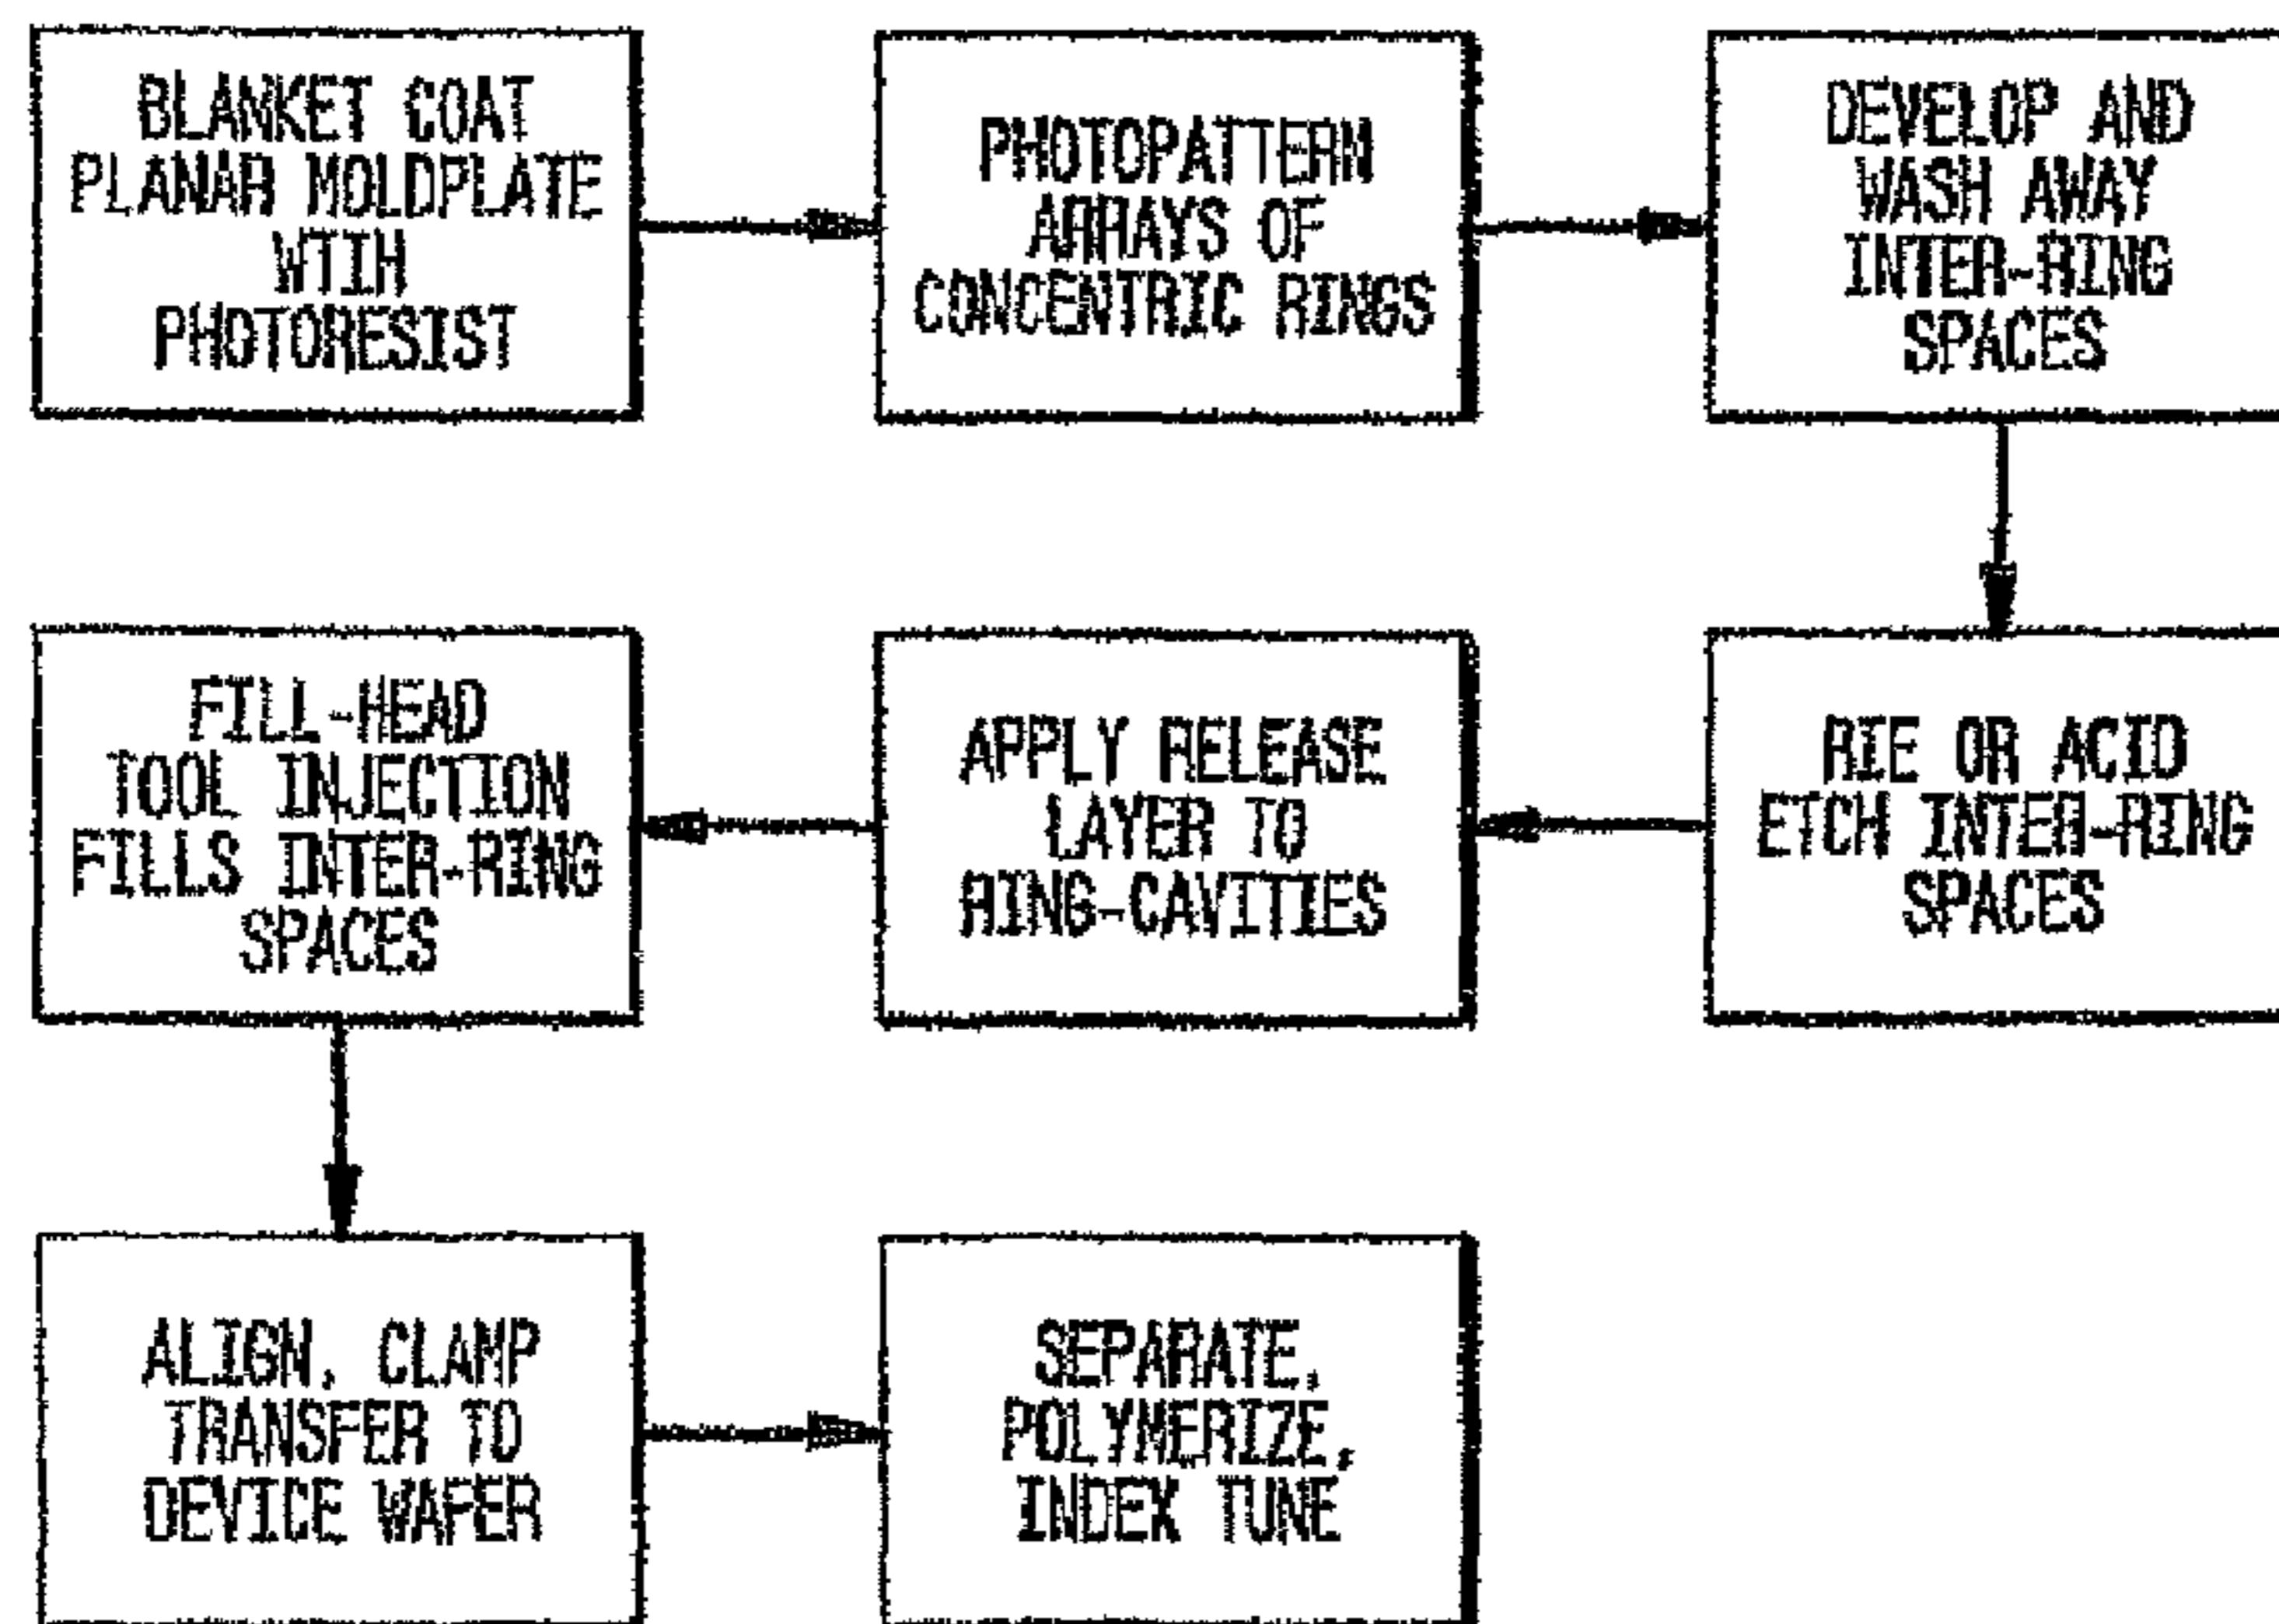 BLANKET COAT
PLANAR MOLDPLATE
WTIH
PHOTORESIST
PHOTOPATTERN
ARRAYS OF
CONCENTRIC RINGS
DEVELOP AND
WASH AWAY
INTER-RING
SPACES
RIE OR ACID
ETCH INTER-RING
SPACES
APPLY RELEASE
LAYER TO
RING-CAVITIES
FILL-HEAD
TOOL INJECTION
FILLS INTER-RING
SPACES
ALIGN, CLAMP
TRANSFER TO
DEVICE WAFER
SEPARATE,
POLYMERIZE,
INDEX TUNE